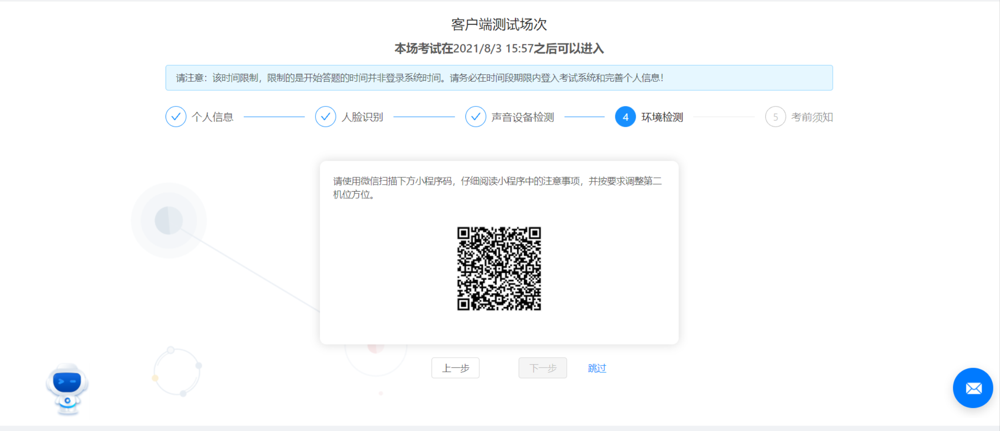 客户端测试场次
本场考试在2021/8/3 15:57之后可以进入
请注意：该时间限制，限制的是开始答题的时间并非登录系统时间。请务必在时间段期限内登入考试系统和完善个人信息！
个人信息
人脸识别
声音设备检测
4 环境检测
5 考前须知
请使用微信扫描下方小程序码，仔细阅读小程序中的注意事项，并按要求调整第二
机位方位。
上一步
下一步
跳过